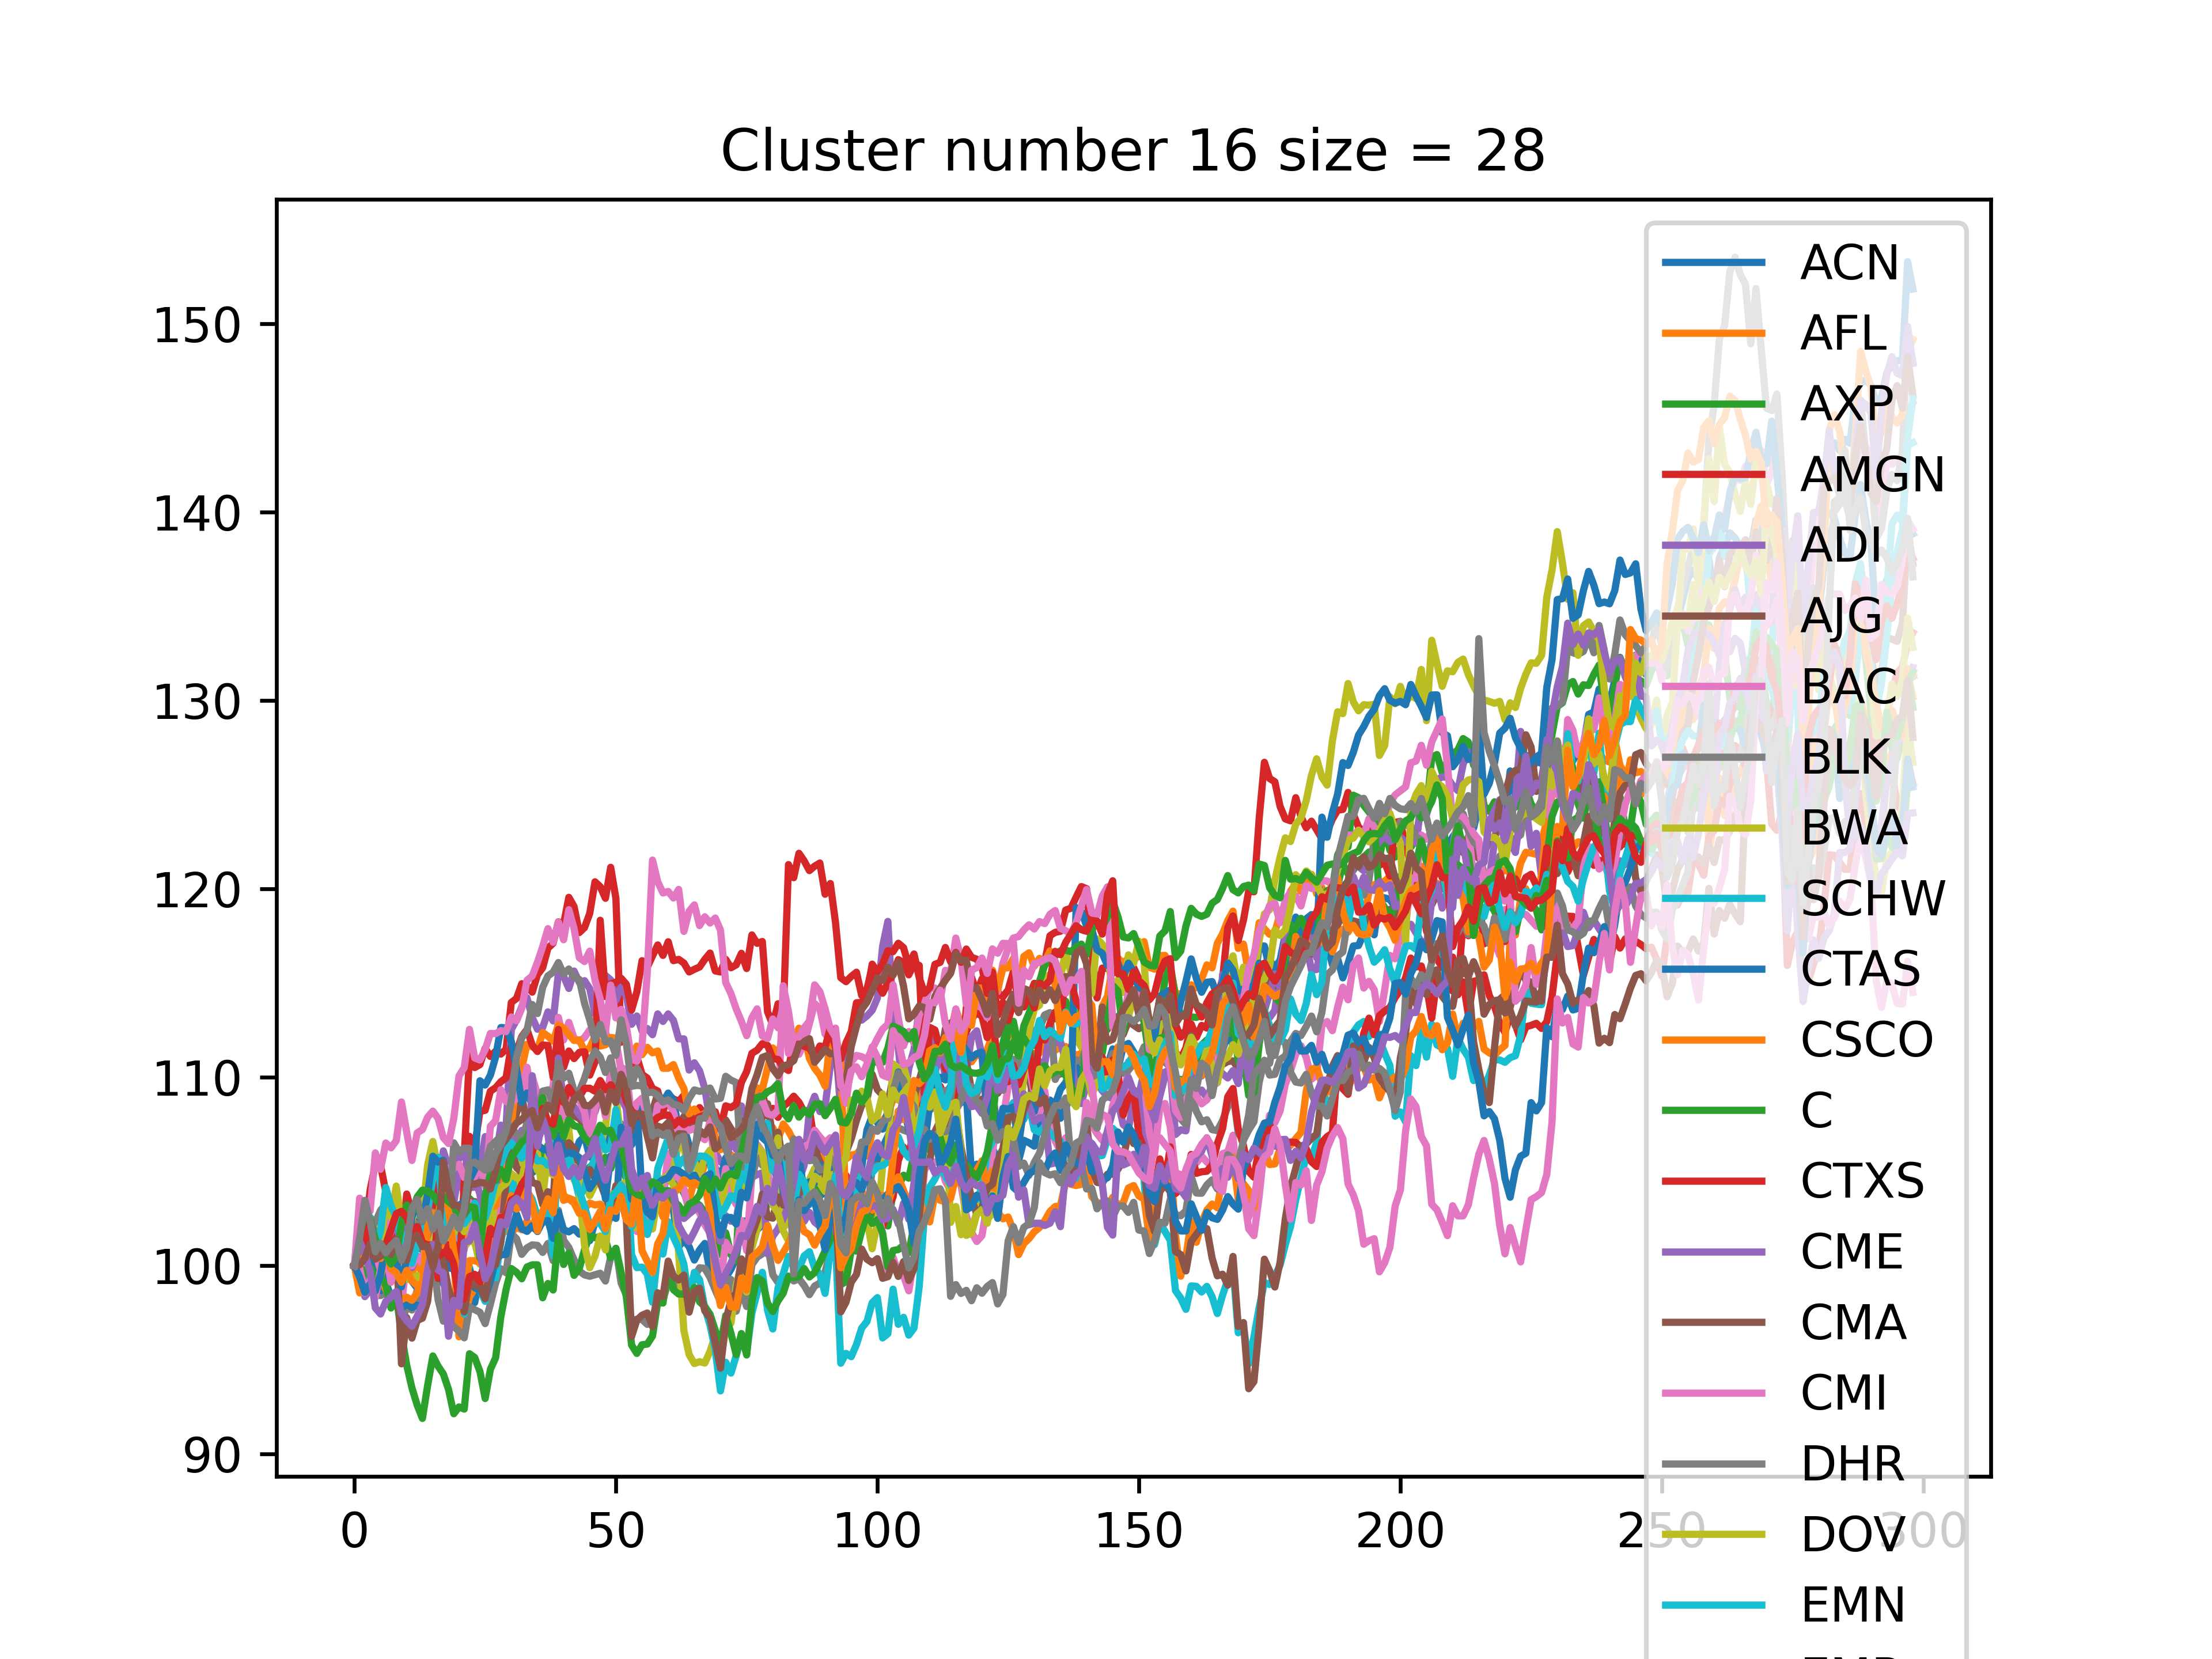 Cluster number 16 size = 28
150
140
130
120
110
100
90
0 50 100 150 200 250 300
ACN
AFL
AXP
AMGN
ADI
AJG
BAC
BLK
BWA
SCHW
CTAS
CSCO
C
CTXS
CME
CMA
CMI
DHR
DOV
EMN